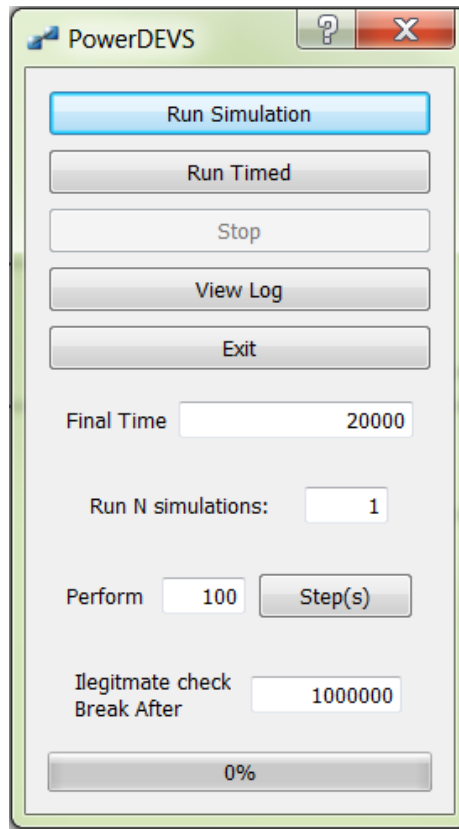 PowerDEVS
Run Simulation
Run Timed
Stop
View Log
Exit
Final Time 20000
Run N simulations: 1
Perform 100 Step(s)
Ilegitmate check
Break After 1000000
0%